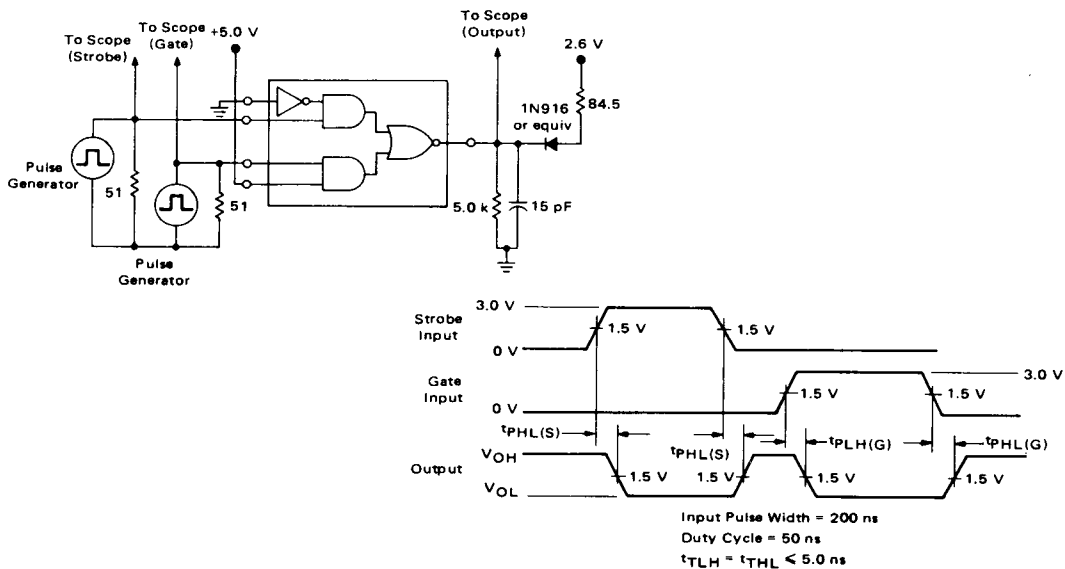 To Scope
(Strobe)
To Scope
(Gate)
+5.0 V
To Scope
(Output)
2.6 V
84.5
1N916
or equiv
Pulse
Generator
51
51
5.0 k
15 pF
Pulse
Generator
Strobe
Input
3.0 V
0 V
1.5 V
1.5 V
Gate
Input
0 V
3.0 V
1.5 V
1.5 V
tPHL(S)
tPHL(S)
tPLH(G)
tPHL(G)
Output
VOH
VOL
1.5 V
1.5 V
1.5 V
1.5 V
Input Pulse Width = 200 ns
Duty Cycle = 50 ns
tTLH = tTHL ≤ 5.0 ns